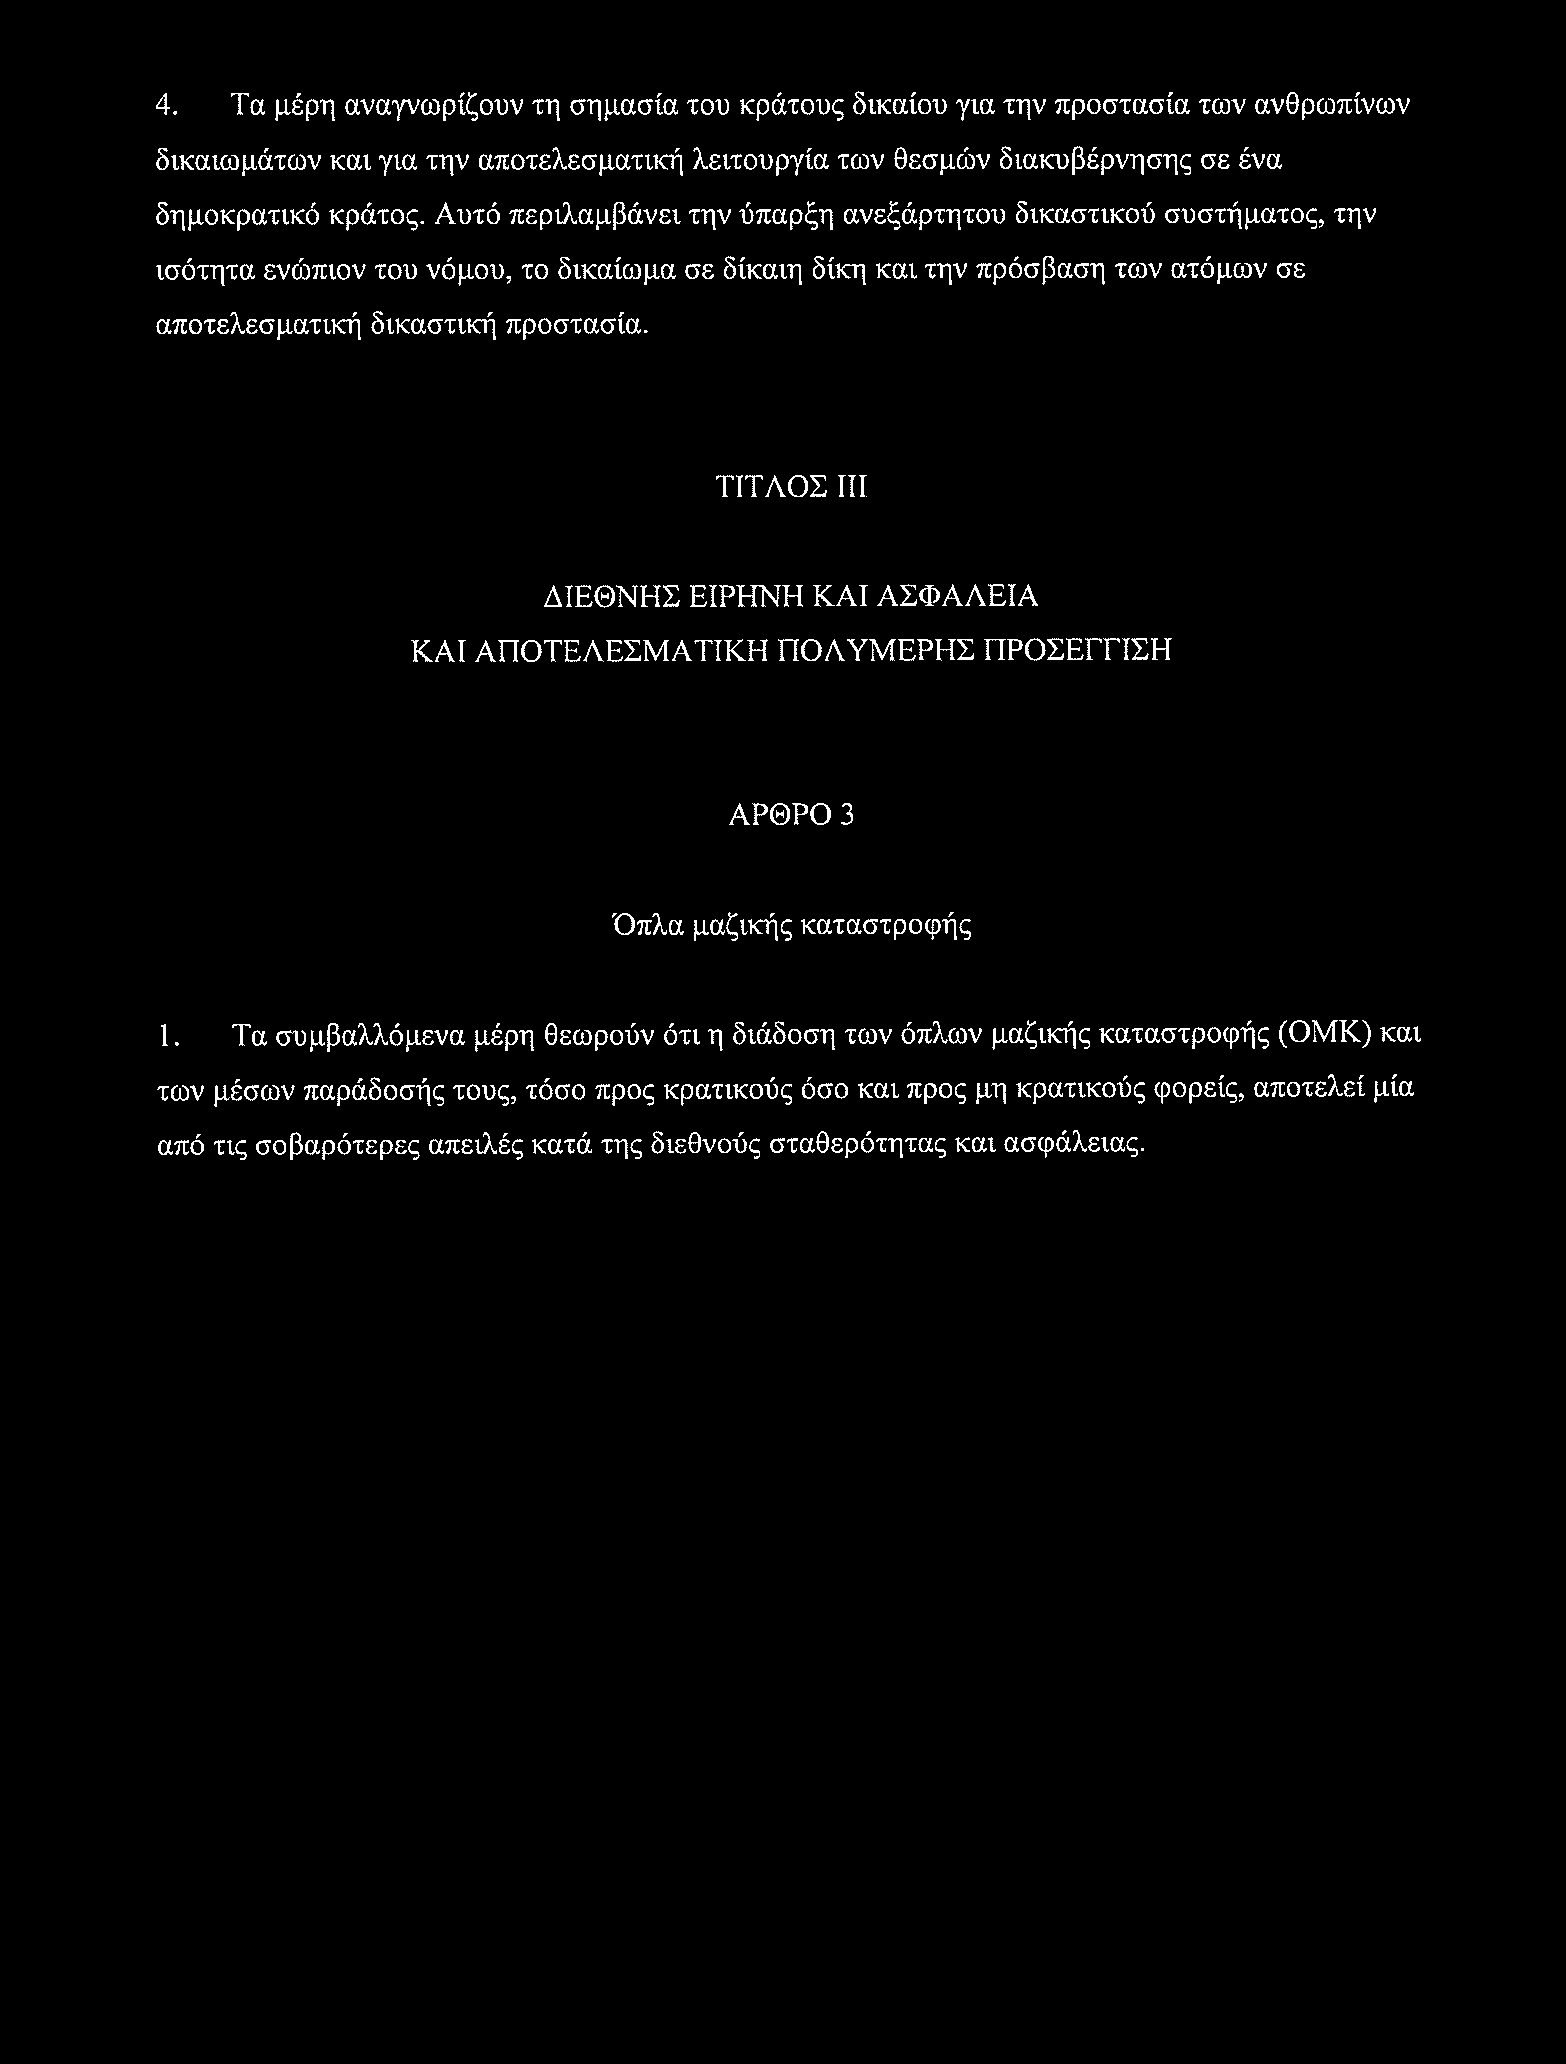 4. Τα μέρη αναγνωρίζουν τη σημασία του κράτους δικαίου για την προστασία των ανθρωπίνων
δικαιωμάτων και για την αποτελεσματική λειτουργία των θεσμών διακυβέρνησης σε ένα
δημοκρατικό κράτος. Αυτό περιλαμβάνει την ύπαρξη ανεξάρτητου δικαστικού συστήματος, την
ισότητα ενώπιον του νόμου, το δικαίωμα σε δίκαιη δίκη και την πρόσβαση των ατόμων σε
αποτελεσματική δικαστική προστασία.
ΤΙΤΛΟΣ ΙΙΙ
ΔΙΕΘΝΗΣ ΕΙΡΗΝΗ ΚΑΙ ΑΣΦΑΛΕΙΑ
ΚΑΙ ΑΠΟΤΕΛΕΣΜΑΤΙΚΗ ΠΟΛΥΜΕΡΗΣ ΠΡΟΣΕΓΓΙΣΗ
ΑΡΘΡΟ 3
Όπλα μαζικής καταστροφής
1. Τα συμβαλλόμενα μέρη θεωρούν ότι η διάδοση των όπλων μαζικής καταστροφής (ΟΜΚ) και
των μέσων παράδοσής τους, τόσο προς κρατικούς όσο και προς μη κρατικούς φορείς, αποτελεί μία
από τις σοβαρότερες απειλές κατά της διεθνούς σταθερότητας και ασφάλειας.